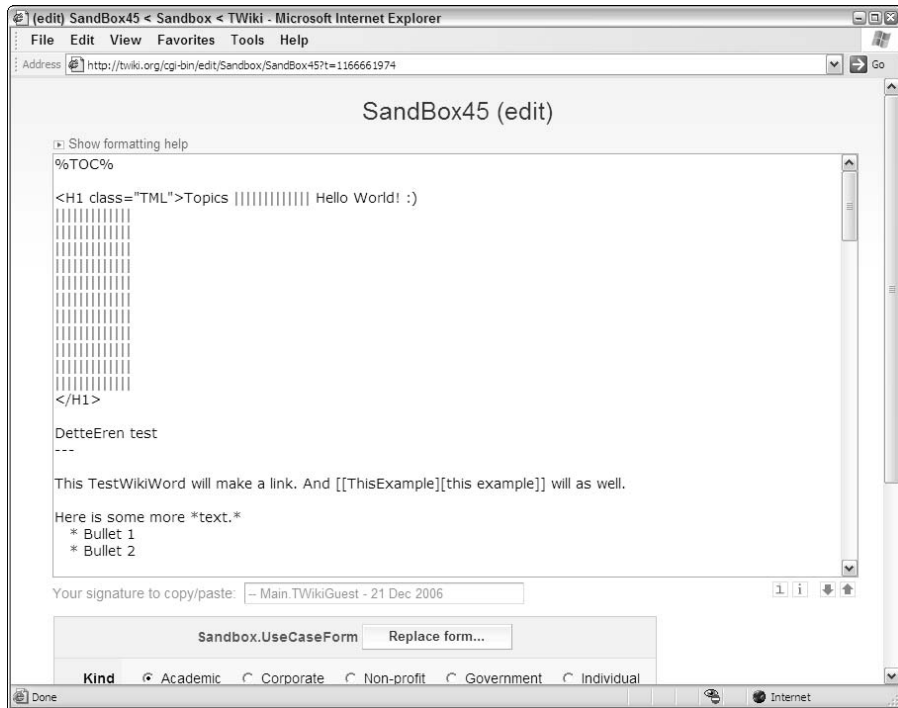 (edit) SandBox45 < Sandbox < TWiki - Microsoft Internet Explorer
File Edit View Favorites Tools Help
Address http://twiki.org/cgi-bin/edit/Sandbox/SandBox45?t=1166661974 Go
SandBox45 (edit)
Show formatting help
%TOC%
<H1 class="TML">Topics ||||||||||||| Hello World! :)
|||||||||||||
|||||||||||||
|||||||||||||
|||||||||||||
|||||||||||||
|||||||||||||
|||||||||||||
|||||||||||||
|||||||||||||
|||||||||||||
|||||||||||||
</H1>
DetteEren test
---
This TestWikiWord will make a link. And [[ThisExample][this example]] will as well.
Here is some more *text.*
* Bullet 1
* Bullet 2
Your signature to copy/paste: -- Main.TWikiGuest - 21 Dec 2006
Sandbox.UseCaseForm Replace form...
Kind Academic Corporate Non-profit Government Individual
Done Internet